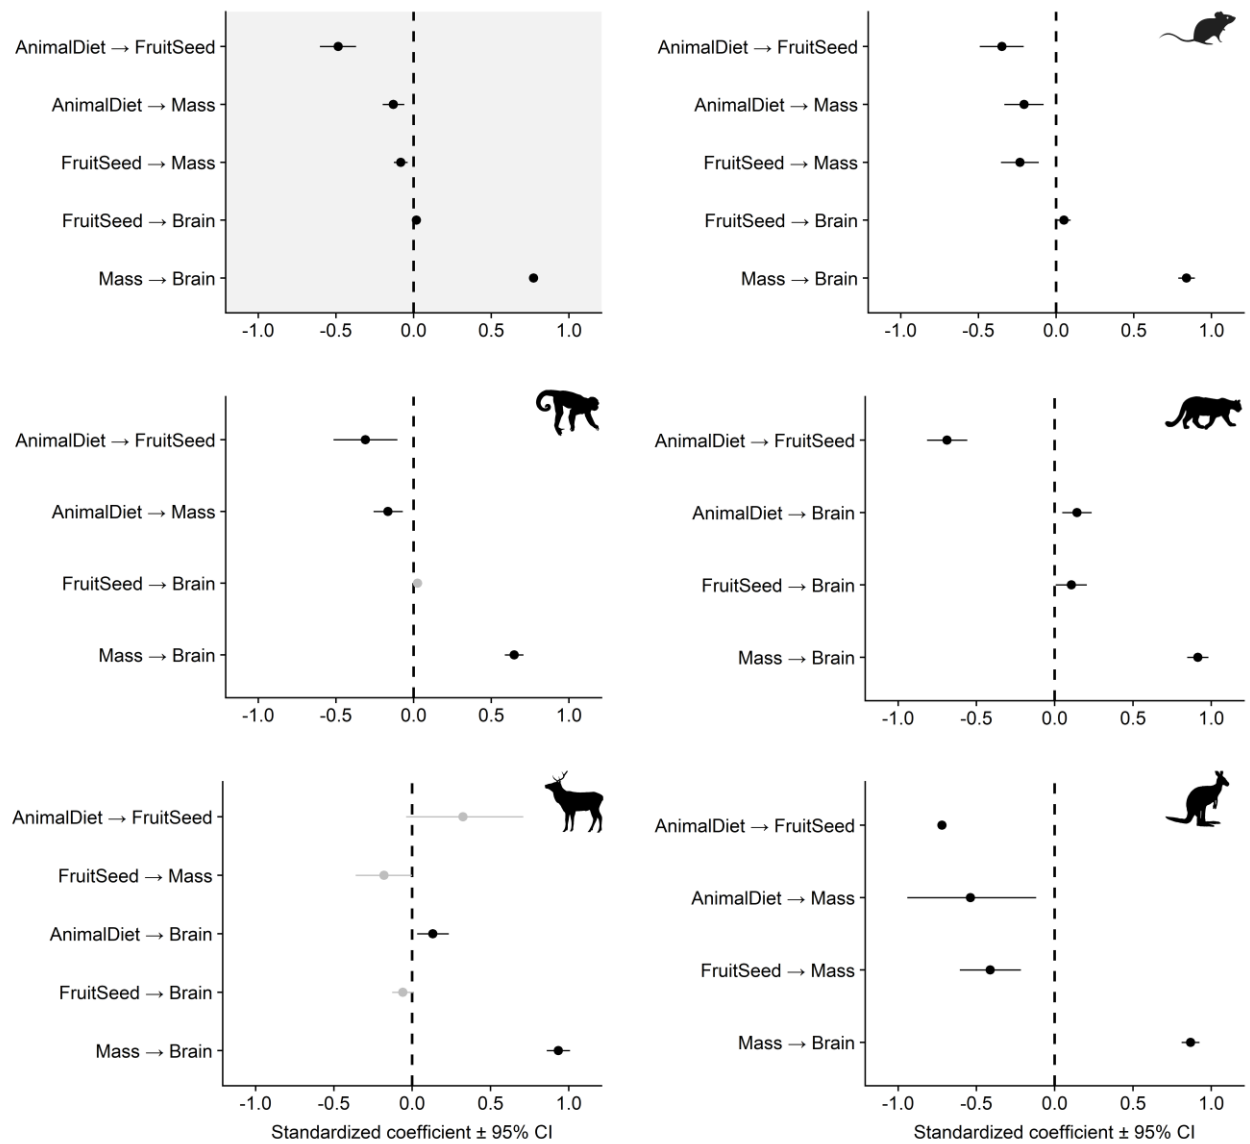 AnimalDiet → FruitSeed
AnimalDiet → Mass
FruitSeed → Mass
FruitSeed → Brain
Mass → Brain
-1.0 -0.5 0.0 0.5 1.0
AnimalDiet → FruitSeed
AnimalDiet → Mass
FruitSeed → Mass
FruitSeed → Brain
Mass → Brain
-1.0 -0.5 0.0 0.5 1.0
AnimalDiet → FruitSeed
AnimalDiet → Mass
FruitSeed → Brain
Mass → Brain
-1.0 -0.5 0.0 0.5 1.0
AnimalDiet → FruitSeed
AnimalDiet → Brain
FruitSeed → Brain
Mass → Brain
-1.0 -0.5 0.0 0.5 1.0
AnimalDiet → FruitSeed
FruitSeed → Mass
AnimalDiet → Brain
FruitSeed → Brain
Mass → Brain
-1.0 -0.5 0.0 0.5 1.0
Standardized coefficient ± 95% CI
AnimalDiet → FruitSeed
AnimalDiet → Mass
FruitSeed → Mass
Mass → Brain
-1.0 -0.5 0.0 0.5 1.0
Standardized coefficient ± 95% CI